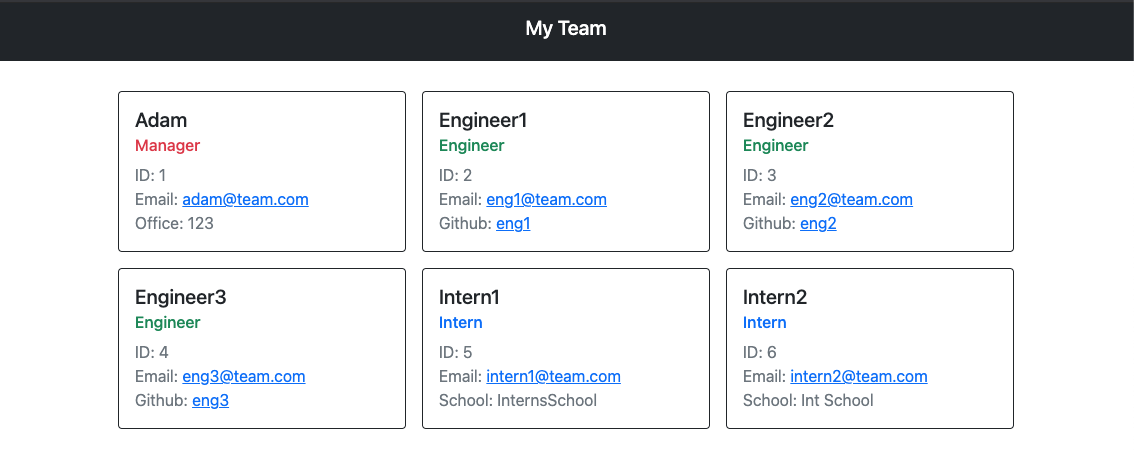 My Team
Adam
Manager
ID: 1
Email: adam@team.com
Office: 123
Engineer1
Engineer
ID: 2
Email: eng1@team.com
Github: eng1
Engineer2
Engineer
ID: 3
Email: eng2@team.com
Github: eng2
Engineer3
Engineer
ID: 4
Email: eng3@team.com
Github: eng3
Intern1
Intern
ID: 5
Email: intern1@team.com
School: InternsSchool
Intern2
Intern
ID: 6
Email: intern2@team.com
School: Int School